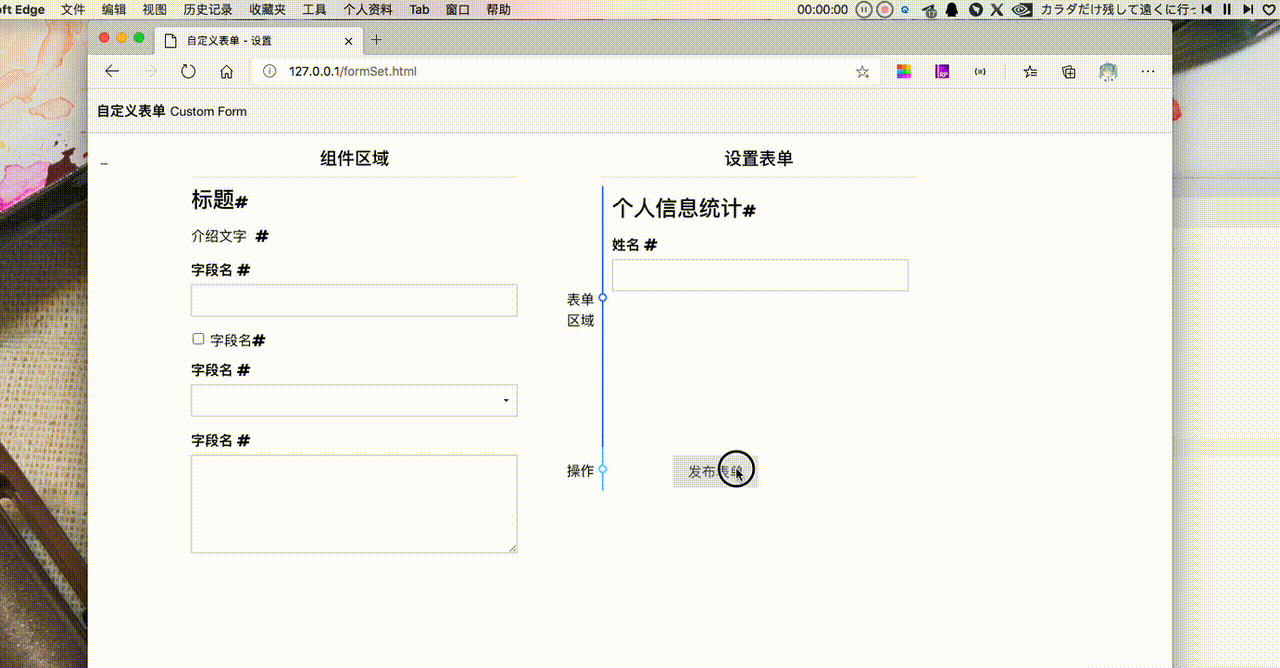 oft Edge 文件 编辑 视图 历史记录 收藏夹 工具 个人资料 Tab 窗口 帮助 00:00:00 カラダだけ残して遠くに行っ
自定义表单 - 设置
127.0.0.1/formSet.html
自定义表单 Custom Form
组件区域
标题#
介绍文字 #
字段名 #
字段名#
字段名 #
字段名 #
设置表单
个人信息统计#
姓名 #
表单
区域
操作
发布表单